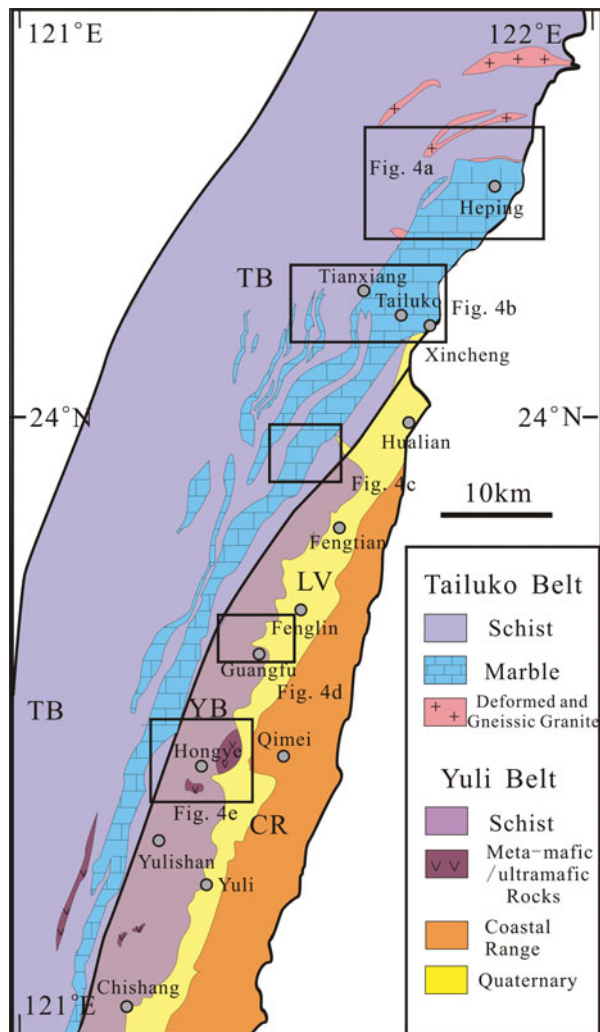 121°E
122°E
Fig. 4a
Heping
TB
Tianxiang
Tailuko
Fig. 4b
Xincheng
24°N
24°N
Hualian
Fig. 4c
10km
Fengtian
LV
Fenglin
Guangfu
Fig. 4d
TB
YB
Hongye
Qimei
Fig. 4e
CR
Yulishan
Yuli
Chishang
121°E
Tailuko Belt
Schist
Marble
Deformed and
Gneissic Granite
Yuli Belt
Schist
Meta-mafic
/ultramafic
Rocks
Coastal
Range
Quaternary